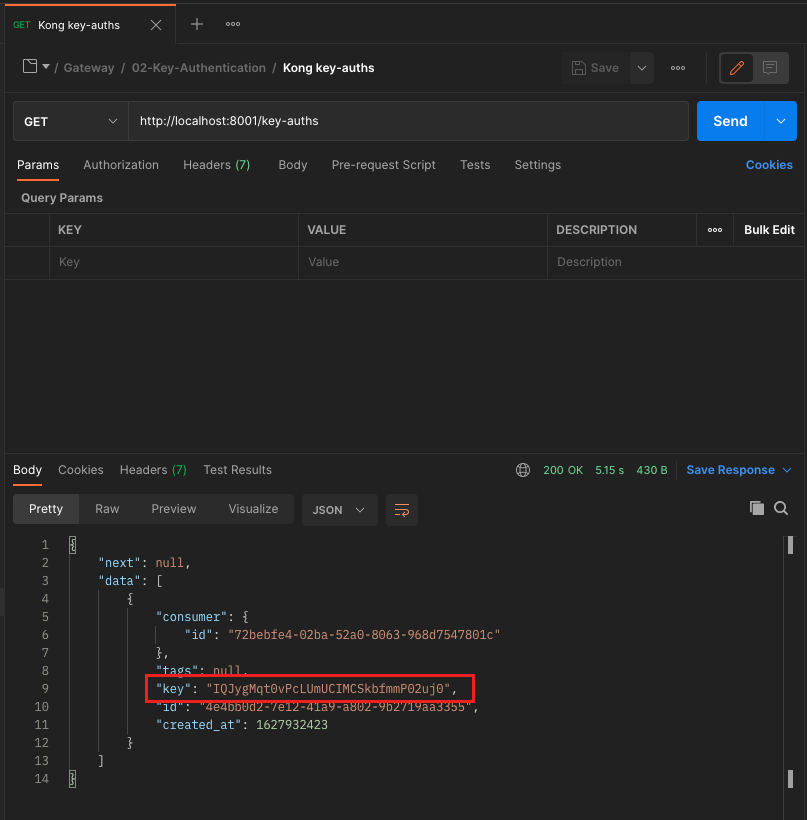 GET Kong key-auths
/ Gateway / 02-Key-Authentication / Kong key-auths Save
GET http://localhost:8001/key-auths Send
Params Authorization Headers (7) Body Pre-request Script Tests Settings Cookies
Query Params
KEY VALUE DESCRIPTION Bulk Edit
Key Value Description
Body Cookies Headers (7) Test Results 200 OK 5.15 s 430 B Save Response
Pretty Raw Preview Visualize JSON
1 {
2 "next": null,
3 "data": [
4 {
5 "consumer": {
6 "id": "72bebfe4-02ba-52a0-8063-968d7547801c"
7 },
8 "tags": null,
9 "key": "IQJygMqt0vPcLUmUCIMCSkbfmmP02uj0",
10 "id": "4e4bb0d2-7e12-41a9-a802-9b2719aa3355",
11 "created_at": 1627932423
12 }
13 ]
14 }